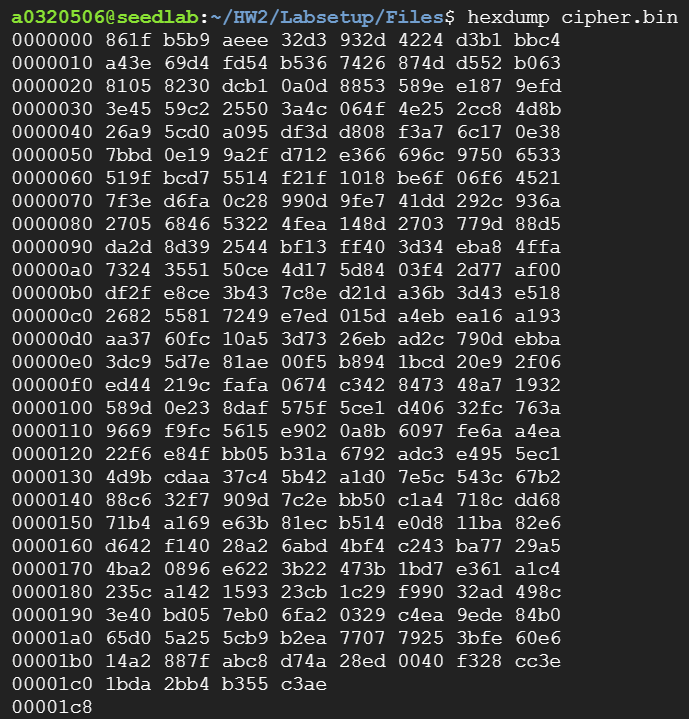 a0320506@seedlab:~/HW2/Labsetup/Files$ hexdump cipher.bin
0000000 861f b5b9 aeee 32d3 932d 4224 d3b1 bbc4
0000010 a43e 69d4 fd54 b536 7426 874d d552 b063
0000020 8105 8230 dcb1 0a0d 8853 589e e187 9efd
0000030 3e45 59c2 2550 3a4c 064f 4e25 2cc8 4d8b
0000040 26a9 5cd0 a095 df3d d808 f3a7 6c17 0e38
0000050 7bbd 0e19 9a2f d712 e366 696c 9750 6533
0000060 519f bcd7 5514 f21f 1018 be6f 06f6 4521
0000070 7f3e d6fa 0c28 990d 9fe7 41dd 292c 936a
0000080 2705 6846 5322 4fea 148d 2703 779d 88d5
0000090 da2d 8d39 2544 bf13 ff40 3d34 eba8 4ffa
00000a0 7324 3551 50ce 4d17 5d84 03f4 2d77 af00
00000b0 df2f e8ce 3b43 7c8e d21d a36b 3d43 e518
00000c0 2682 5581 7249 e7ed 015d a4eb ea16 a193
00000d0 aa37 60fc 10a5 3d73 26eb ad2c 790d ebba
00000e0 3dc9 5d7e 81ae 00f5 b894 1bcd 20e9 2f06
00000f0 ed44 219c fafa 0674 c342 8473 48a7 1932
0000100 589d 0e23 8daf 575f 5ce1 d406 32fc 763a
0000110 9669 f9fc 5615 e902 0a8b 6097 fe6a a4ea
0000120 22f6 e84f bb05 b31a 6792 adc3 e495 5ec1
0000130 4d9b cdaa 37c4 5b42 a1d0 7e5c 543c 67b2
0000140 88c6 32f7 909d 7c2e bb50 c1a4 718c dd68
0000150 71b4 a169 e63b 81ec b514 e0d8 11ba 82e6
0000160 d642 f140 28a2 6abd 4bf4 c243 ba77 29a5
0000170 4ba2 0896 e622 3b22 473b 1bd7 e361 a1c4
0000180 235c a142 1593 23cb 1c29 f990 32ad 498c
0000190 3e40 bd05 7eb0 6fa2 0329 c4ea 9ede 84b0
00001a0 65d0 5a25 5cb9 b2ea 7707 7925 3bfe 60e6
00001b0 14a2 887f abc8 d74a 28ed 0040 f328 cc3e
00001c0 1bda 2bb4 b355 c3ae
00001c8